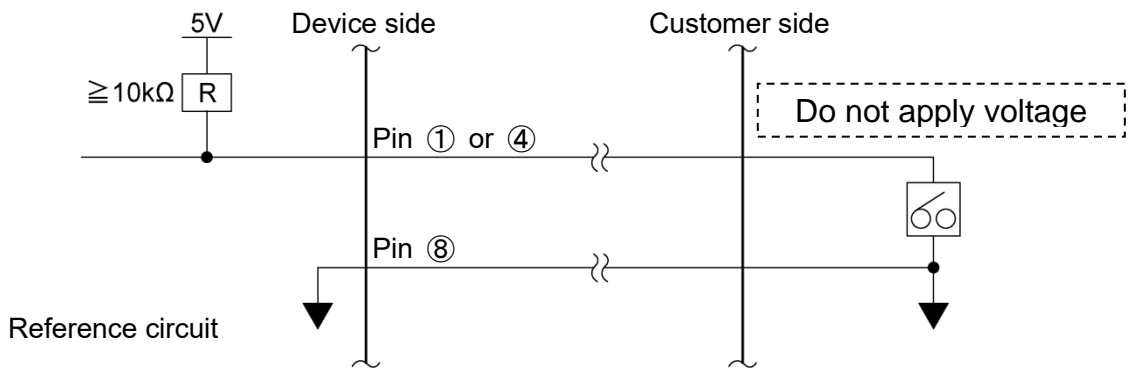 5V
Device side
Customer side
≧10kΩ
R
Do not apply voltage
Pin ① or ④
Pin ⑧
Reference circuit